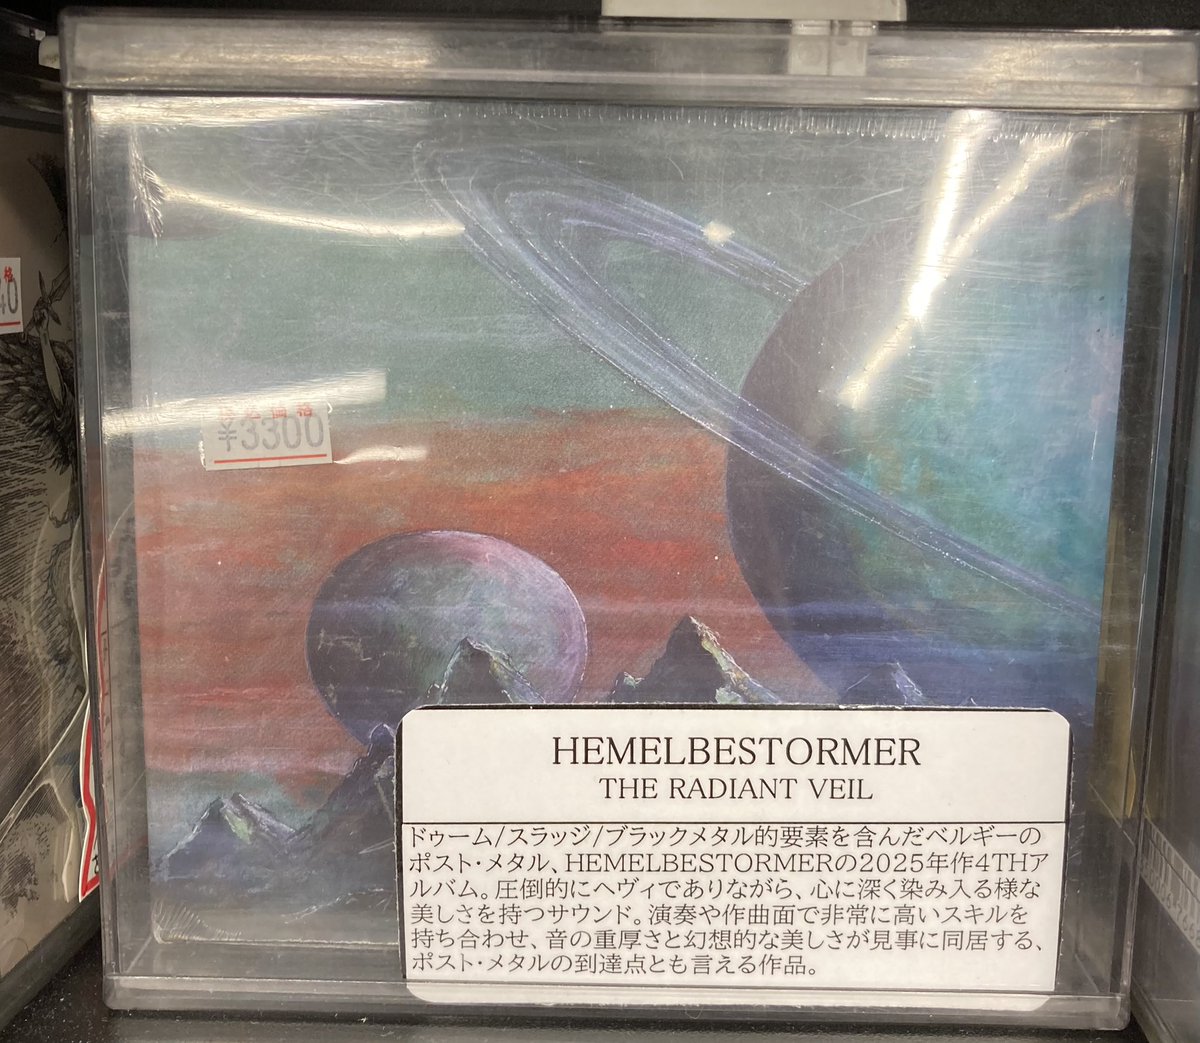 税込価格
¥3300
HEMELBESTORMER
THE RADIANT VEIL
ドゥーム/スラッジ/ブラックメタル的要素を含んだベルギーの
ポスト・メタル、HEMELBESTORMERの2025年作4THア
ルバム。圧倒的にヘヴィでありながら、心に深く染み入る様な
美しさを持つサウンド。演奏や作曲面で非常に高いスキルを
持ち合わせ、音の重厚さと幻想的な美しさが見事に同居する、
ポスト・メタルの到達点とも言える作品。